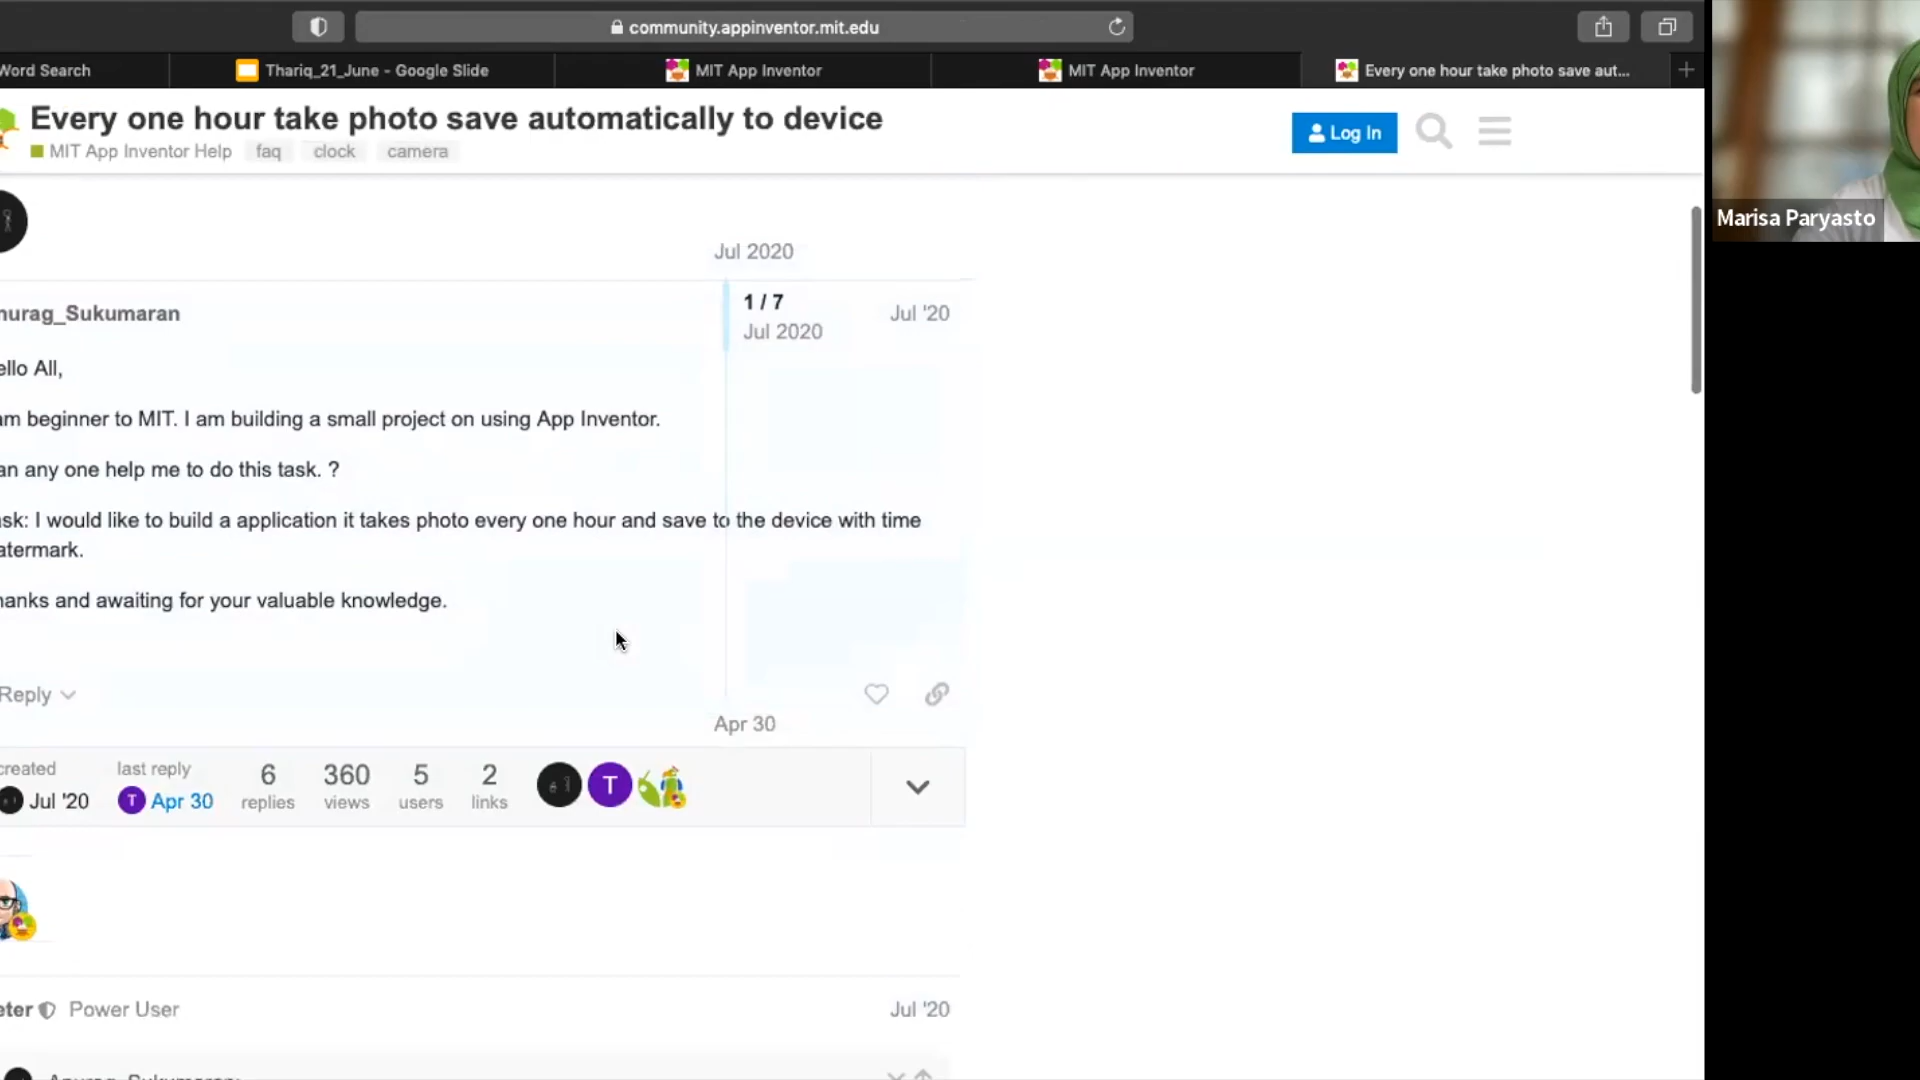 community.appinventor.mit.edu
Word Search
Thariq_21_June - Google Slide
MIT App Inventor
MIT App Inventor
Every one hour take photo save aut...
Every one hour take photo save automatically to device
MIT App Inventor Help faq clock camera
Log In
Marisa Paryasto
Jul 2020
nurag_Sukumaran
1 / 7
Jul 2020
Jul '20
ello All,
am beginner to MIT. I am building a small project on using App Inventor.
an any one help me to do this task. ?
ask: I would like to build a application it takes photo every one hour and save to the device with time
atermark.
hanks and awaiting for your valuable knowledge.
Reply
Apr 30
created
Jul '20
last reply
T Apr 30
6
replies
360
views
5
users
2
links
T
eter Power User
Jul '20